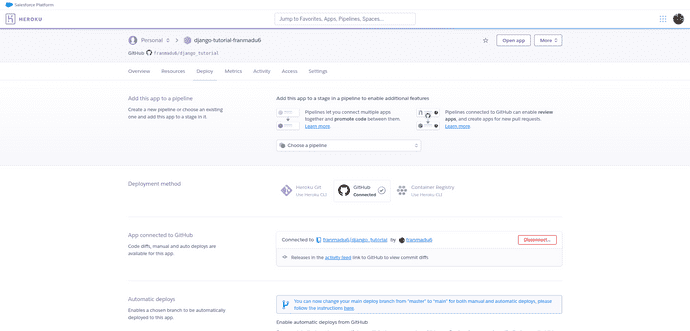 Salesforce Platform
HEROKU
Jump to Favorites, Apps, Pipelines, Spaces...
Personal
django-tutorial-franmadu6
Open app
More
GitHub franmadu6/django_tutorial
Overview Resources Deploy Metrics Activity Access Settings
Add this app to a pipeline
Create a new pipeline or choose an existing
one and add this app to a stage in it.
Add this app to a stage in a pipeline to enable additional features
Pipelines let you connect multiple apps
together and promote code between them.
Learn more.
Pipelines connected to GitHub can enable review
apps, and create apps for new pull requests.
Learn more.
Choose a pipeline
Deployment method
Heroku Git
Use Heroku CLI
GitHub
Connected
Container Registry
Use Heroku CLI
App connected to GitHub
Code diffs, manual and auto deploys are
available for this app.
Connected to franmadu6/django_tutorial by franmadu6
Disconnect...
Releases in the activity feed link to GitHub to view commit diffs
Automatic deploys
Enables a chosen branch to be automatically
deployed to this app.
You can now change your main deploy branch from "master" to "main" for both manual and automatic deploys, please
follow the instructions here.
Enable automatic deploys from GitHub